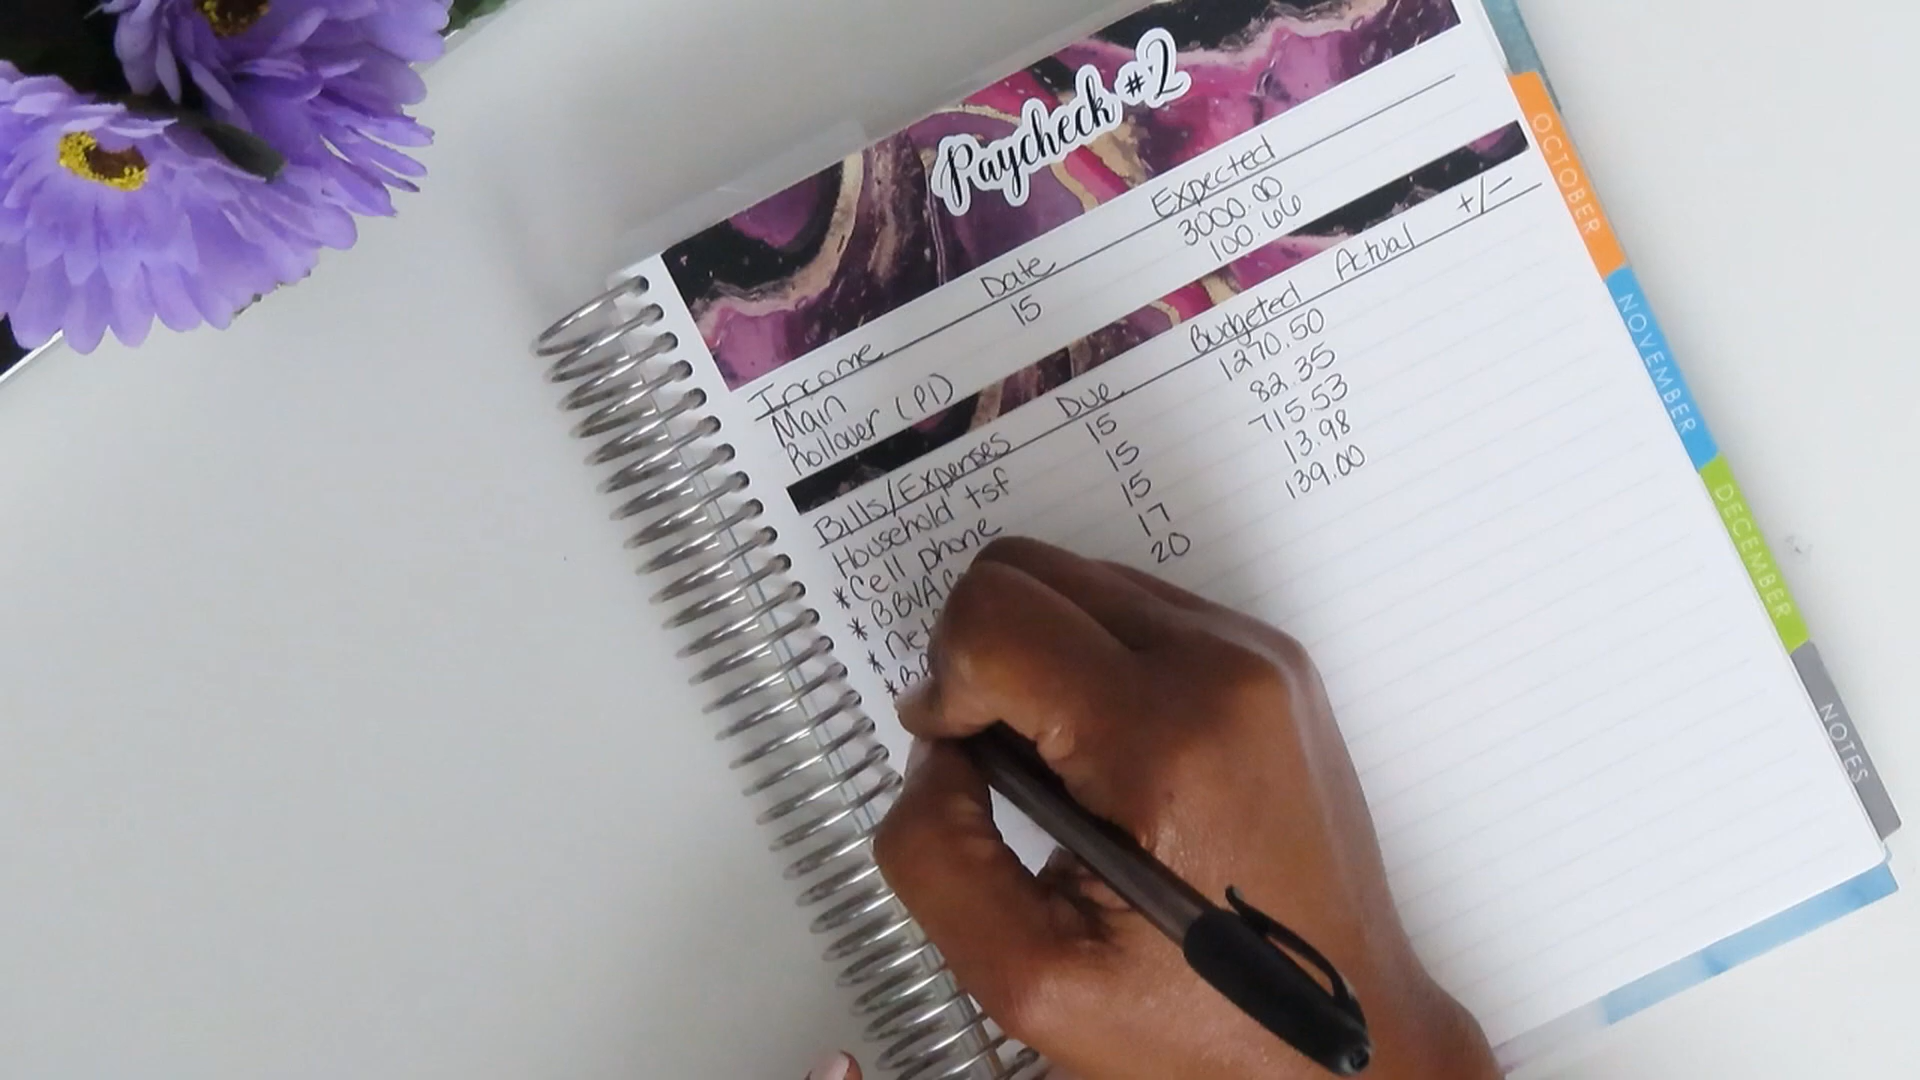 Paycheck #2
Income Date Expected
Main 15 3000.00
Rollover (P1) 100.66
Bills/Expenses Due Budgeted Actual +/-
Household tsf 15 1270.50
* Cell phone 15 82.35
* BBVA 15 715.53
* Net 17 13.98
* 20 139.00
OCTOBER
NOVEMBER
DECEMBER
NOTES